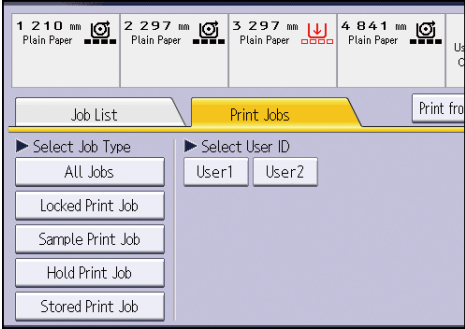 1 210 mm 2 297 mm 3 297 mm 4 841 mm
Plain Paper Plain Paper Plain Paper Plain Paper
Job List Print Jobs Print fro
Select Job Type Select User ID
All Jobs User1 User2
Locked Print Job
Sample Print Job
Hold Print Job
Stored Print Job